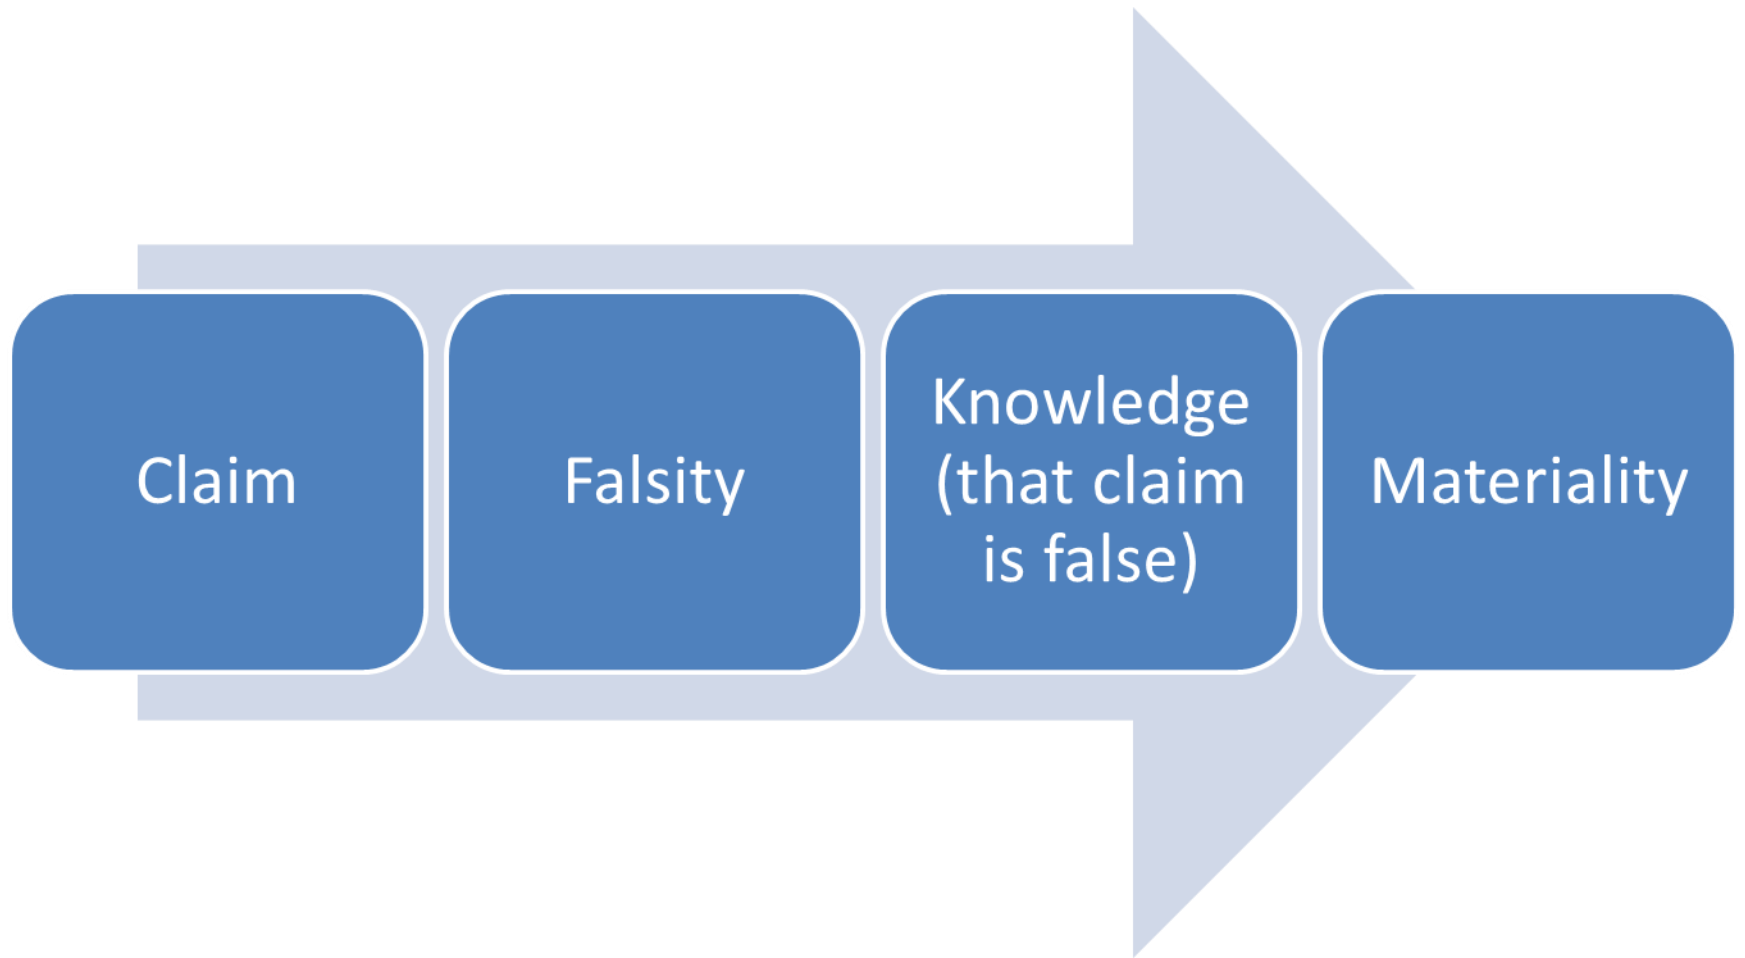 Claim
Falsity
Knowledge
(that claim
is false)
Materiality